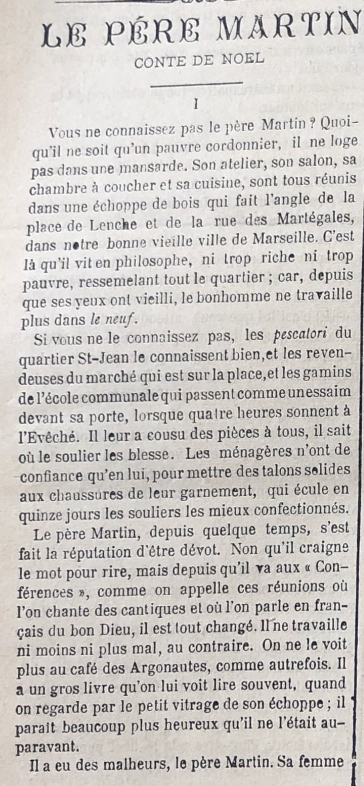 LE PÉRE MARTIN
CONTE DE NOEL
I
Vous ne connaissez pas le père Martin ? Quoi-
qu'il ne soit qu'un pauvre cordonnier, il ne loge
pas dans une mansarde. Son atelier, son salon, sa
chambre à coucher et sa cuisine, sont tous réunis
dans une échoppe de bois qui fait l'angle de la
place de Lenche et de la rue des Martégales,
dans notre bonne vieille ville de Marseille. C'est
là qu'il vit en philosophe, ni trop riche ni trop
pauvre, ressemelant tout le quartier ; car, depuis
que ses yeux ont vieilli, le bonhomme ne travaille
plus dans le neuf.
Si vous ne le connaissez pas, les pescatori du
quartier St-Jean le connaissent bien, et les reven-
deuses du marché qui est sur la place, et les gamins
de l'école communale qui passent comme un essaim
devant sa porte, lorsque quatre heures sonnent à
l'Evêché. Il leur a cousu des pièces à tous, il sait
où le soulier les blesse. Les ménagères n'ont de
confiance qu'en lui, pour mettre des talons solides
aux chaussures de leur garnement, qui écule en
quinze jours les souliers les mieux confectionnés.
Le père Martin, depuis quelque temps, s'est
fait la réputation d'être dévot. Non qu'il craigne
le mot pour rire, mais depuis qu'il va aux « Con-
férences », comme on appelle ces réunions où
l'on chante des cantiques et où l'on parle en fran-
çais du bon Dieu, il est tout changé. Il ne travaille
ni moins ni plus mal, au contraire. On ne le voit
plus au café des Argonautes, comme autrefois. Il
a un gros livre qu'on lui voit lire souvent, quand
on regarde par le petit vitrage de son échoppe ; il
paraît beaucoup plus heureux qu'il ne l'était au-
paravant.
Il a eu des malheurs, le père Martin. Sa femme